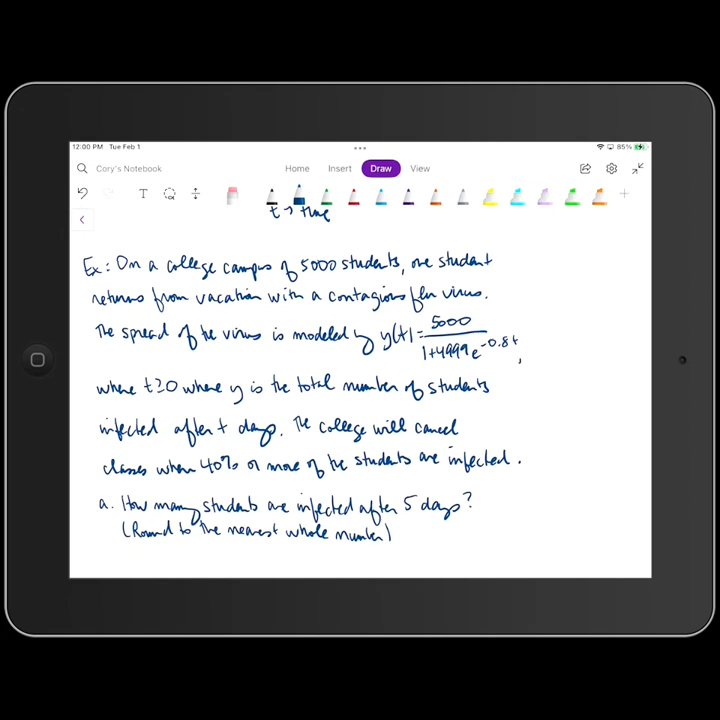 12:00 PM Tue Feb 1
85%
Cory's Notebook
Home Insert Draw View
T
t → time
Ex: On a college campus of 5000 students, one student
returns from vacation with a contagious flu virus.
The spread of the virus is modeled by y(t) = 5000 / (1+4999e^{-0.8t}),
where t≥0 where y is the total number of students
infected after t days. The college will cancel
classes when 40% or more of the students are infected.
a. How many students are infected after 5 days?
(Round to the nearest whole number)